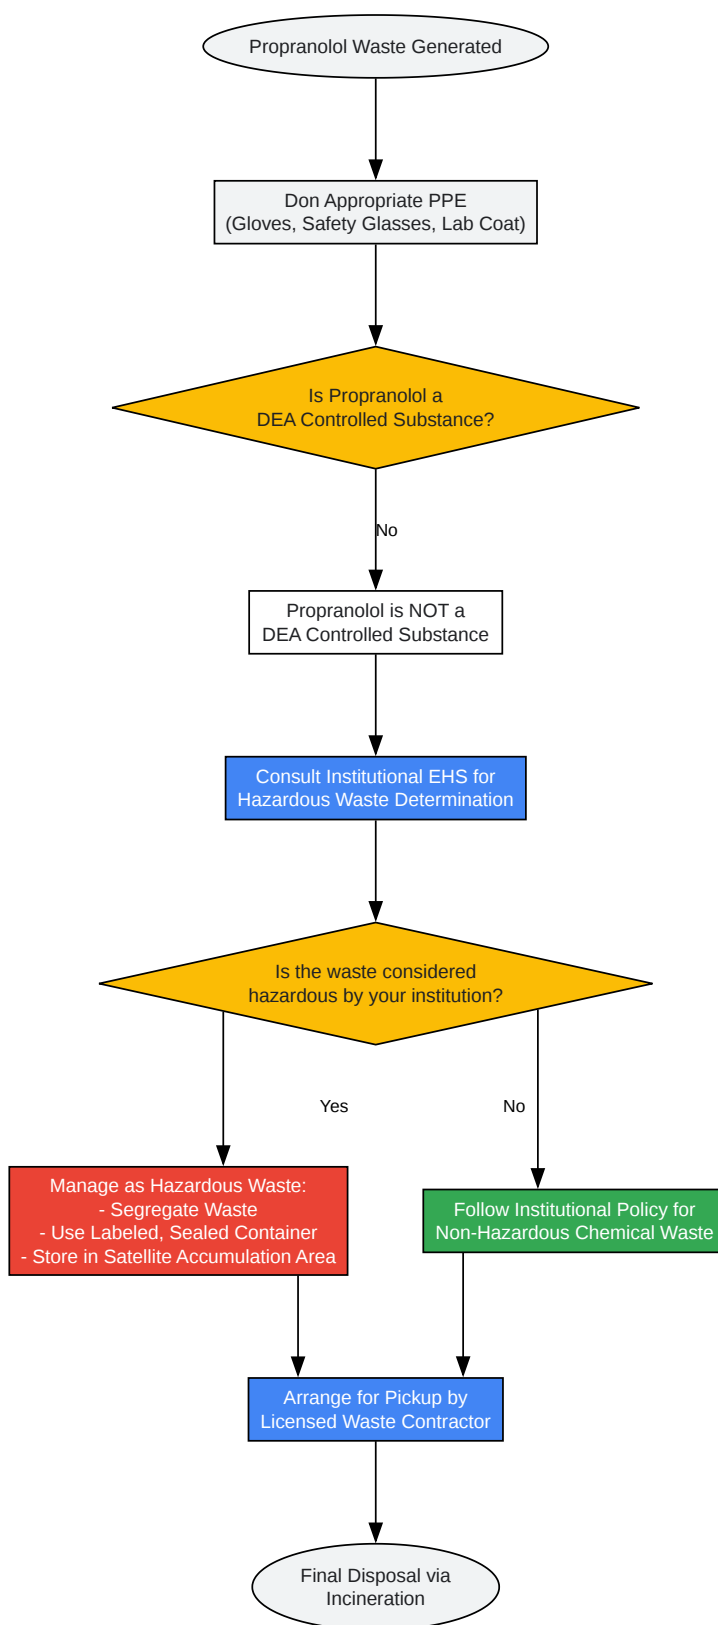 Propranolol Waste Generated
Don Appropriate PPE
(Gloves, Safety Glasses, Lab Coat)
Is Propranolol a
DEA Controlled Substance?
No
Propranolol is NOT a
DEA Controlled Substance
Consult Institutional EHS for
Hazardous Waste Determination
Is the waste considered
hazardous by your institution?
Yes
No
Manage as Hazardous Waste:
- Segregate Waste
- Use Labeled, Sealed Container
- Store in Satellite Accumulation Area
Follow Institutional Policy for
Non-Hazardous Chemical Waste
Arrange for Pickup by
Licensed Waste Contractor
Final Disposal via
Incineration